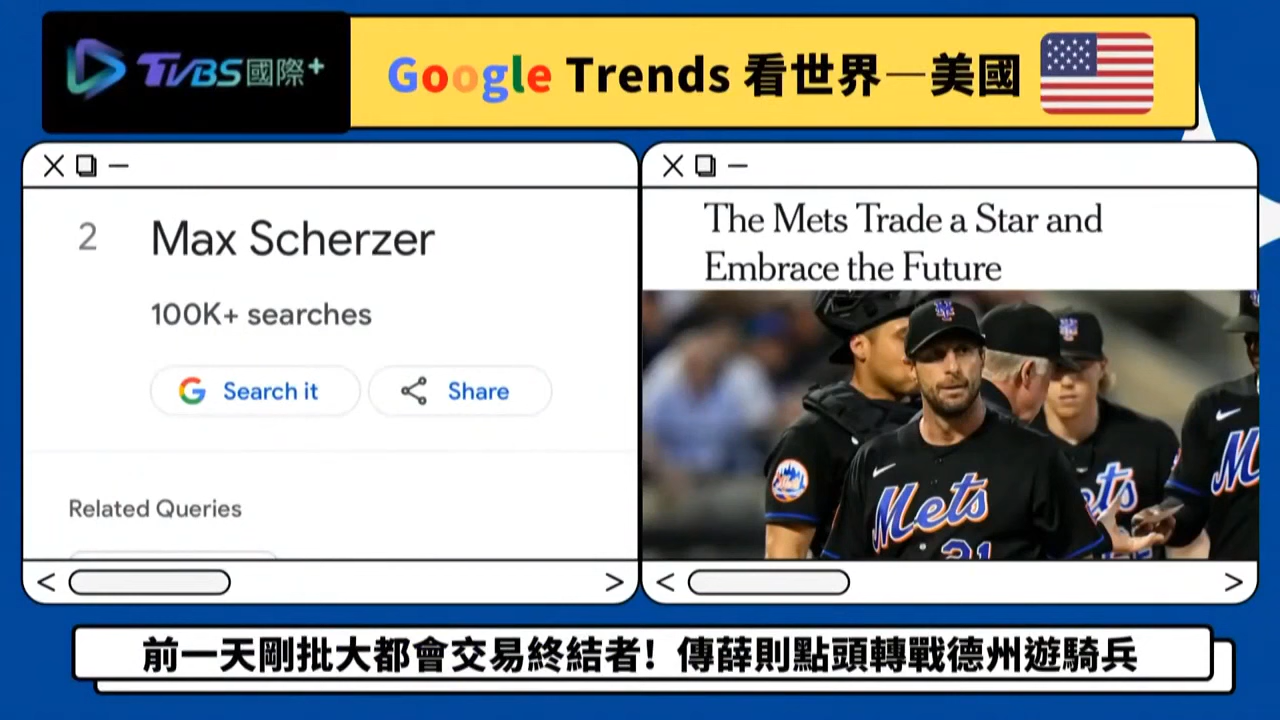 TVBS國際+
Google Trends 看世界—美國
2
Max Scherzer
100K+ searches
Search it
Share
Related Queries
The Mets Trade a Star and
Embrace the Future
Mets
21
Mets
ets
M
前一天剛批大都會交易終結者! 傳薛則點頭轉戰德州遊騎兵